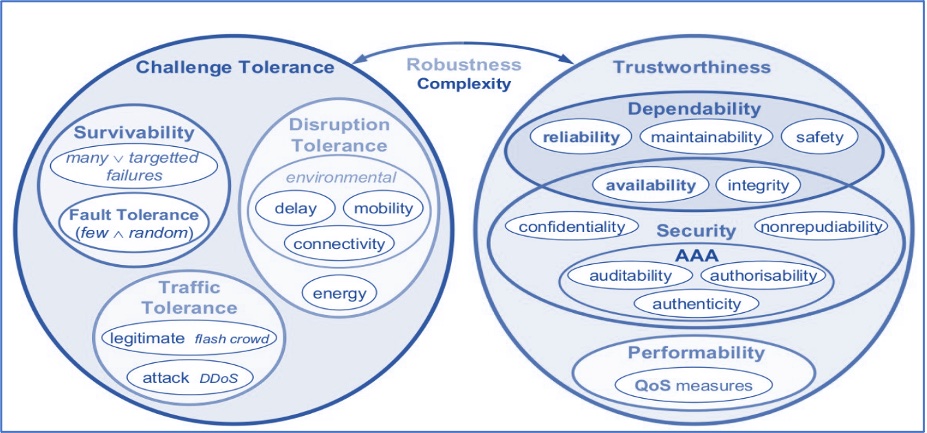 Challenge Tolerance
Survivability
many ∨ targetted
failures
Fault Tolerance
(few ∧ random)
Disruption
Tolerance
environmental
delay
mobility
connectivity
energy
Traffic
Tolerance
legitimate flash crowd
attack DDoS
Robustness
Complexity
Trustworthiness
Dependability
reliability
maintainability
safety
availability
integrity
confidentiality
Security
nonrepudiability
AAA
auditability
authorisability
authenticity
Performability
QoS measures